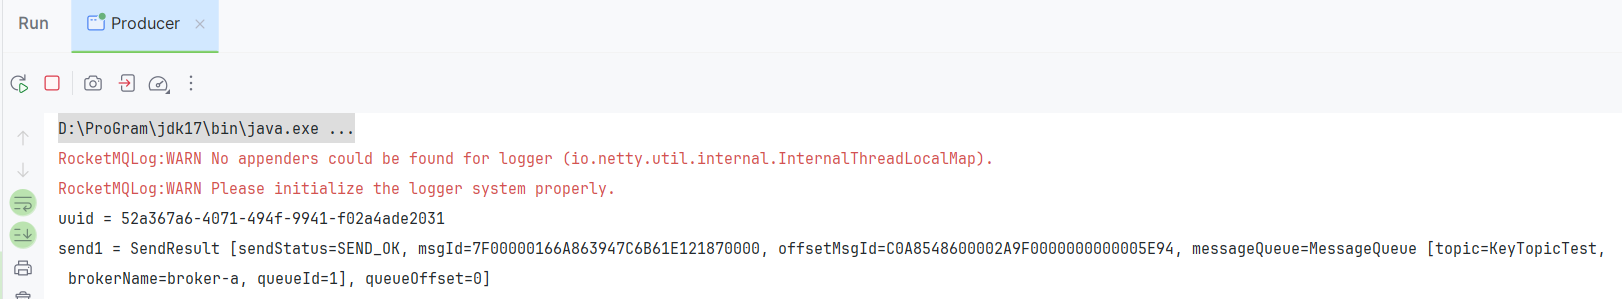 Run Producer
D:\ProGram\jdk17\bin\java.exe ...
RocketMQLog:WARN No appenders could be found for logger (io.netty.util.internal.InternalThreadLocalMap).
RocketMQLog:WARN Please initialize the logger system properly.
uuid = 52a367a6-4071-494f-9941-f02a4ade2031
send1 = SendResult [sendStatus=SEND_OK, msgId=7F00000166A863947C6B61E121870000, offsetMsgId=C0A8548600002A9F0000000000005E94, messageQueue=MessageQueue [topic=KeyTopicTest,
brokerName=broker-a, queueId=1], queueOffset=0]